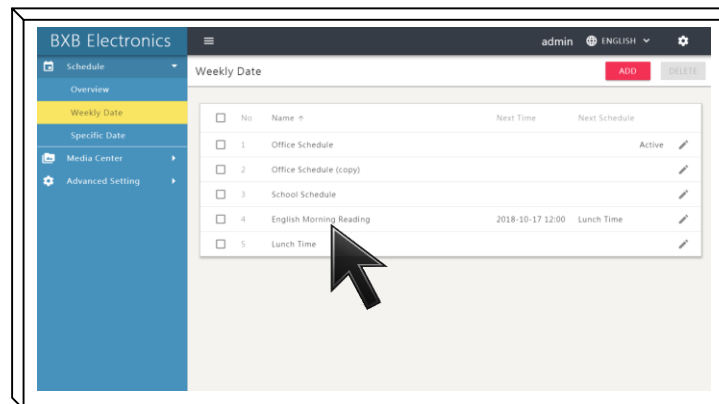 BXB Electronics
admin ENGLISH
Schedule
Overview
Weekly Date
Specific Date
Media Center
Advanced Setting
Weekly Date
ADD DELETE
No Name ↑ Next Time Next Schedule
1 Office Schedule Active
2 Office Schedule (copy)
3 School Schedule
4 English Morning Reading 2018-10-17 12:00 Lunch Time
5 Lunch Time